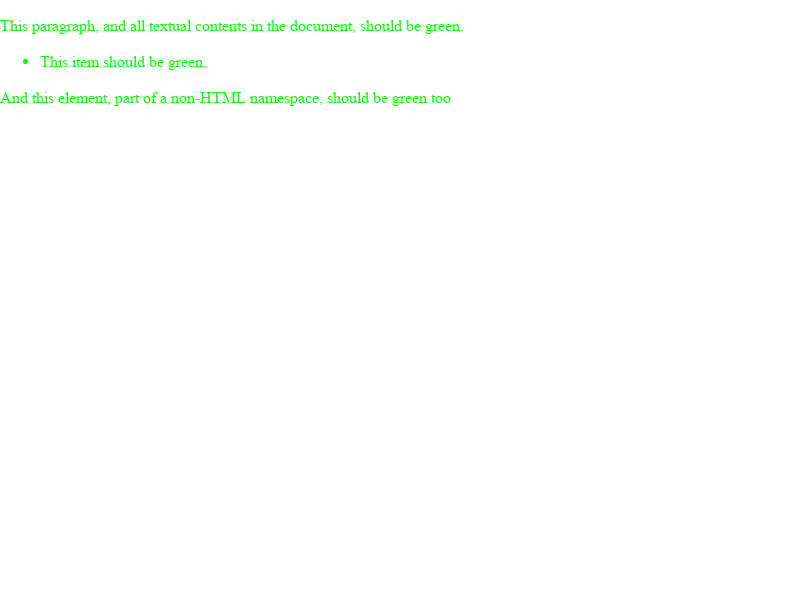 This paragraph, and all textual contents in the document, should be green.
• This item should be green.
And this element, part of a non-HTML namespace, should be green too